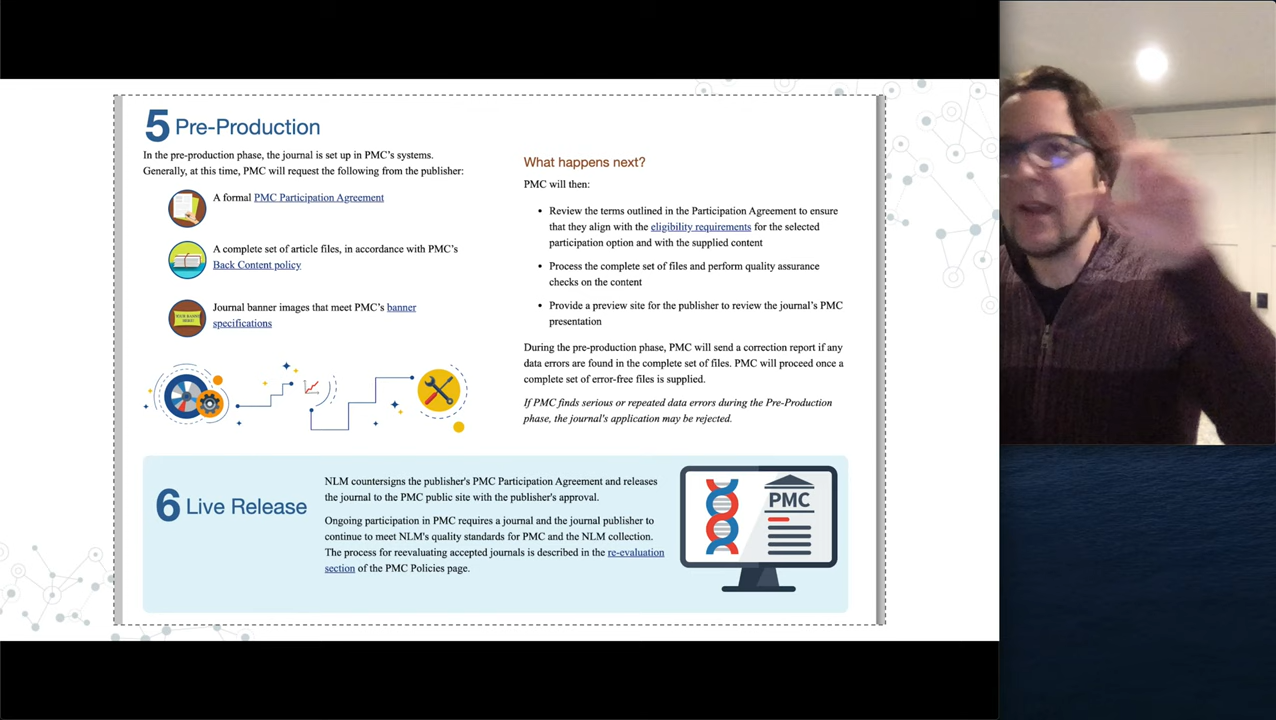 5 Pre-Production
In the pre-production phase, the journal is set up in PMC's systems.
Generally, at this time, PMC will request the following from the publisher:
A formal PMC Participation Agreement
A complete set of article files, in accordance with PMC's
Back Content policy
Journal banner images that meet PMC's banner
specifications
What happens next?
PMC will then:
• Review the terms outlined in the Participation Agreement to ensure
that they align with the eligibility requirements for the selected
participation option and with the supplied content
• Process the complete set of files and perform quality assurance
checks on the content
• Provide a preview site for the publisher to review the journal's PMC
presentation
During the pre-production phase, PMC will send a correction report if any
data errors are found in the complete set of files. PMC will proceed once a
complete set of error-free files is supplied.
If PMC finds serious or repeated data errors during the Pre-Production
phase, the journal's application may be rejected.
6 Live Release
NLM countersigns the publisher's PMC Participation Agreement and releases
the journal to the PMC public site with the publisher's approval.
Ongoing participation in PMC requires a journal and the journal publisher to
continue to meet NLM's quality standards for PMC and the NLM collection.
The process for reevaluating accepted journals is described in the re-evaluation
section of the PMC Policies page.
PMC